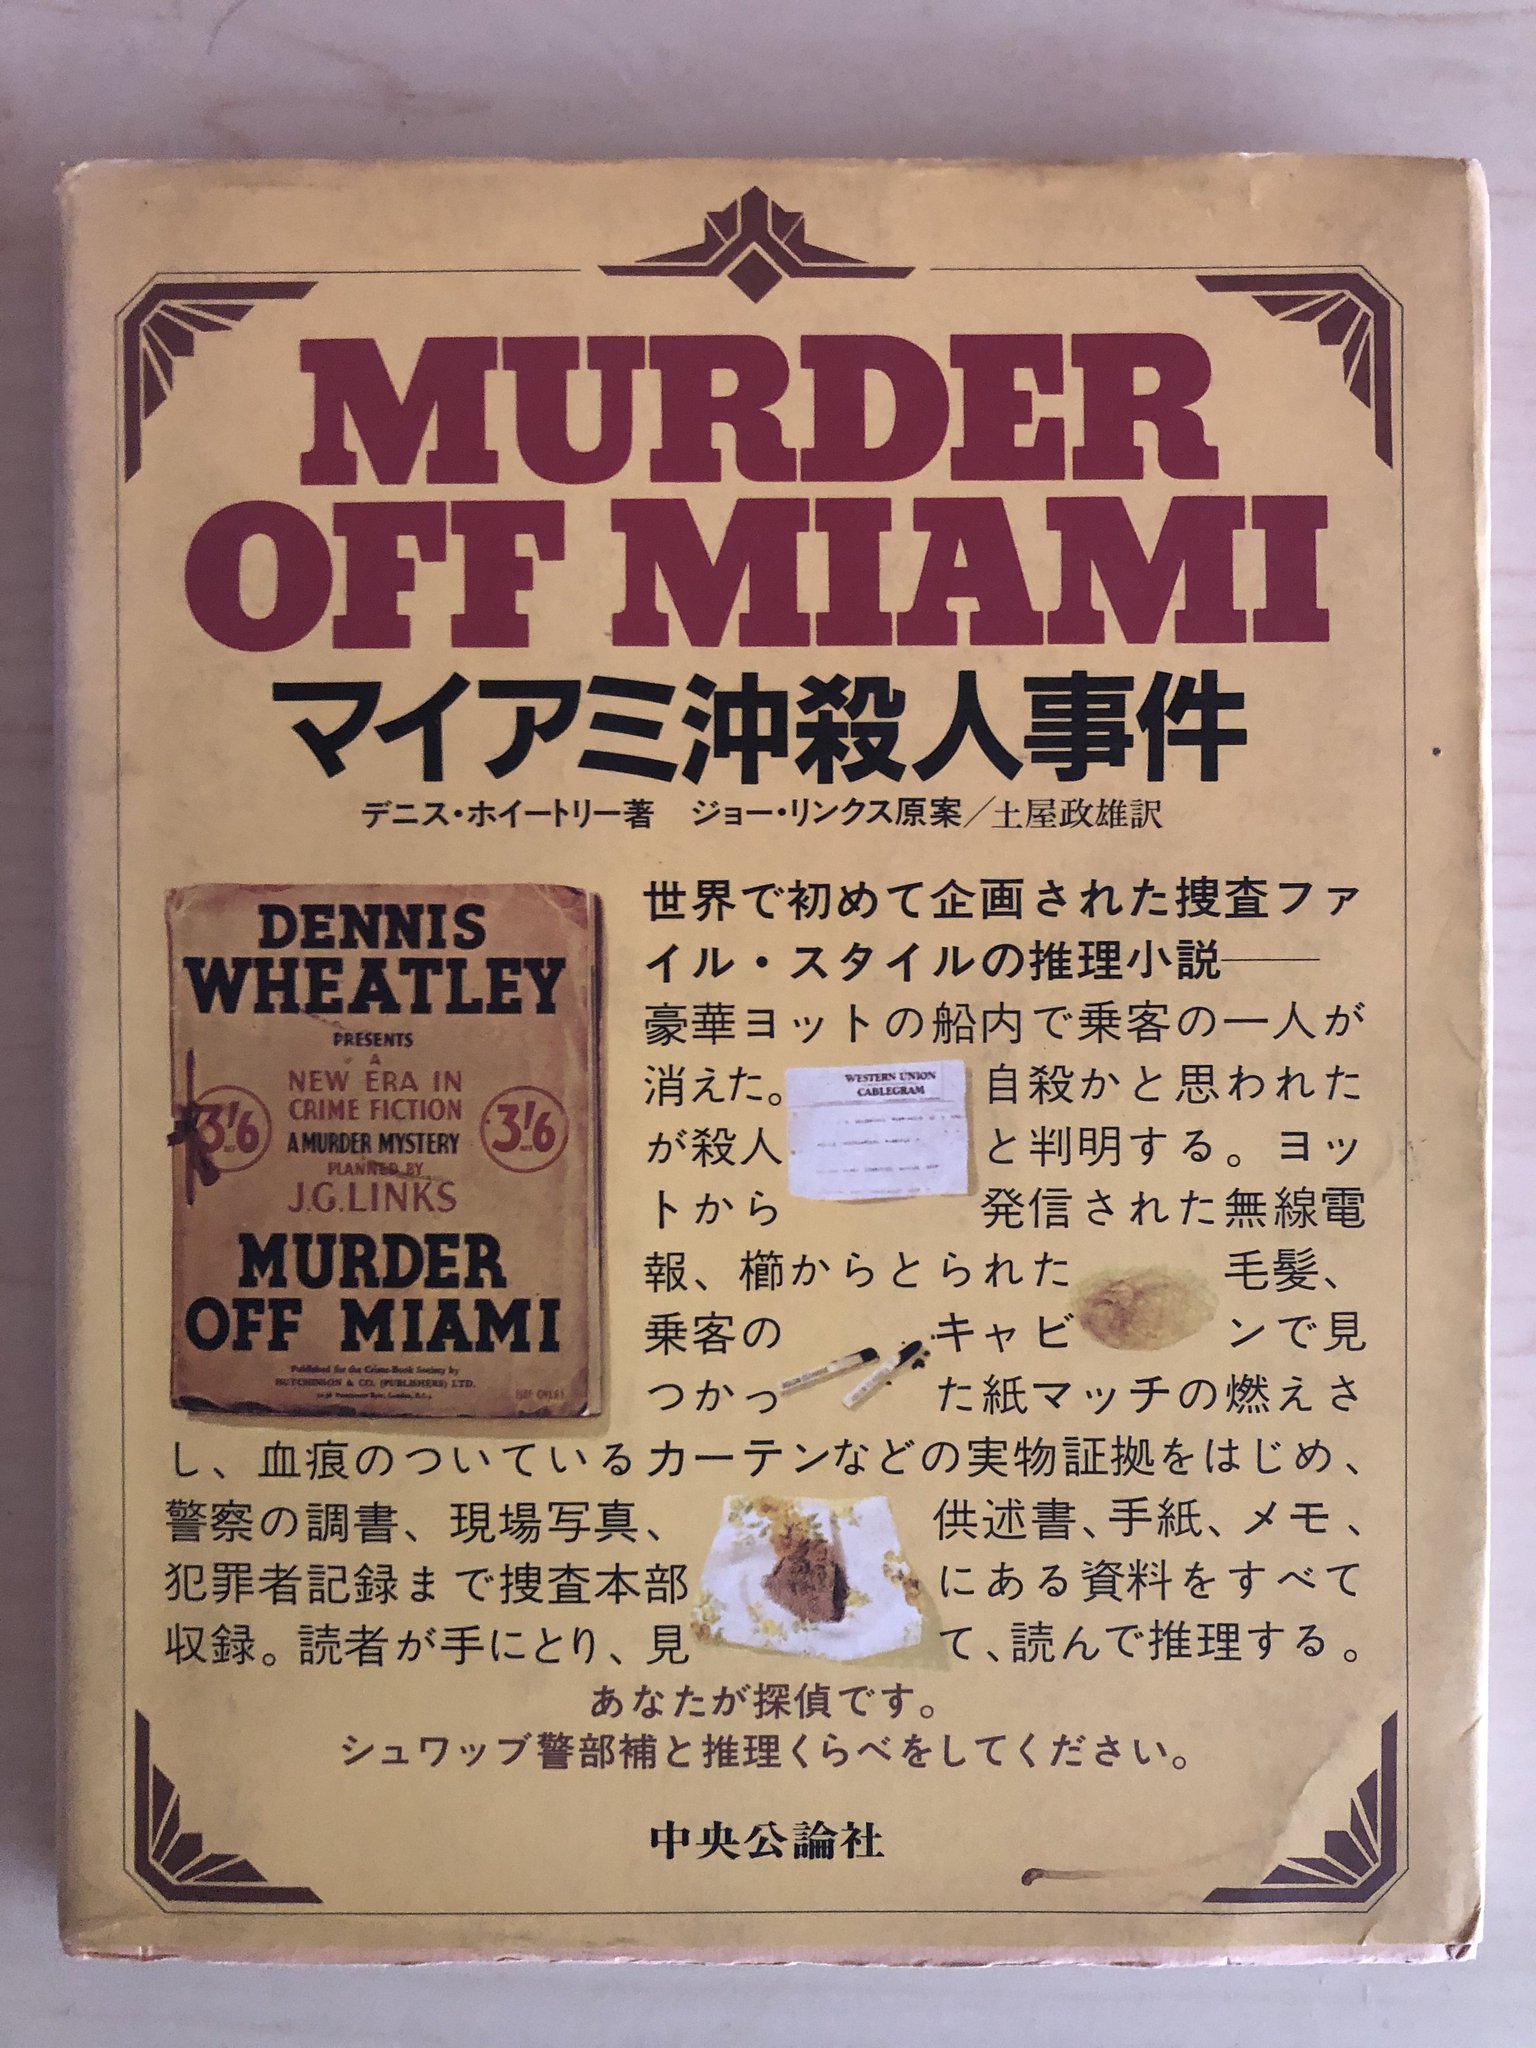 MURDER
OFF MIAMI
マイアミ沖殺人事件
デニス・ホイートリー著　ジョー・リンクス原案／土屋政雄訳
DENNIS
WHEATLEY
PRESENTS
A
NEW ERA IN
CRIME FICTION
3/6
3/6
A MURDER MYSTERY
PLANNED BY
J.G.LINKS
MURDER
OFF MIAMI
Published for the Crime Book Society by
HUTCHINSON & CO. (PUBLISHERS) LTD.
世界で初めて企画された捜査ファ
イル・スタイルの推理小説──
豪華ヨットの船内で乗客の一人が
消えた。自殺かと思われた
WESTERN UNION
CABLEGRAM
が殺人と判明する。ヨッ
トから発信された無線電
報、櫛からとられた毛髪、
乗客のキャビンで見
つかった紙マッチの燃えさ
し、血痕のついているカーテンなどの実物証拠をはじめ、
警察の調書、現場写真、供述書、手紙、メモ、
犯罪者記録まで捜査本部にある資料をすべて
収録。読者が手にとり、見て、読んで推理する。
あなたが探偵です。
シュワッブ警部補と推理くらべをしてください。
中央公論社